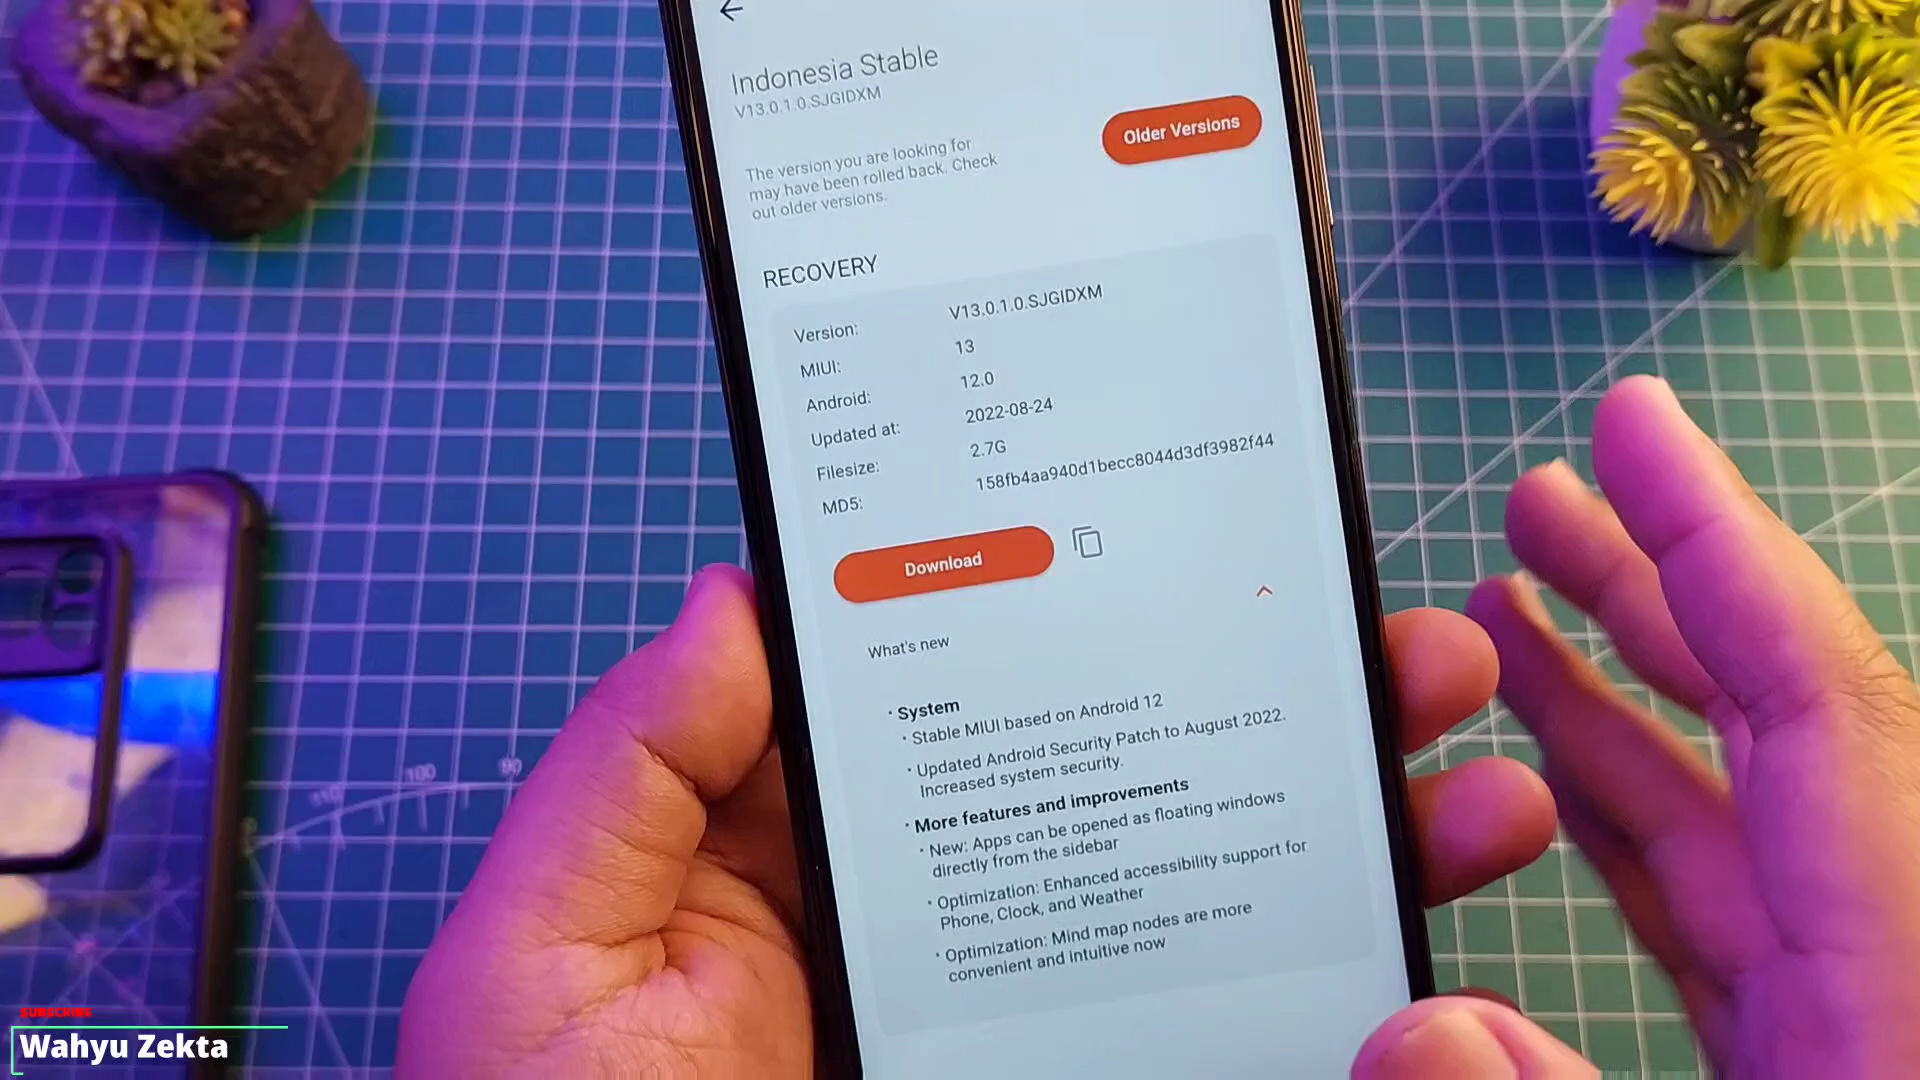 Indonesia Stable
V13.0.1.0.SJGIDXM
The version you are looking for
may have been rolled back. Check
out older versions.
Older Versions
RECOVERY
Version: V13.0.1.0.SJGIDXM
MIUI: 13
Android: 12.0
Updated at: 2022-08-24
Filesize: 2.7G
MD5: 158fb4aa940d1becc8044d3df3982f44
Download
What's new
· System
· Stable MIUI based on Android 12
· Updated Android Security Patch to August 2022.
Increased system security.
· More features and improvements
· New: Apps can be opened as floating windows
directly from the sidebar
· Optimization: Enhanced accessibility support for
Phone, Clock, and Weather
· Optimization: Mind map nodes are more
convenient and intuitive now
110
100
90
SUBSCRIBE
Wahyu Zekta